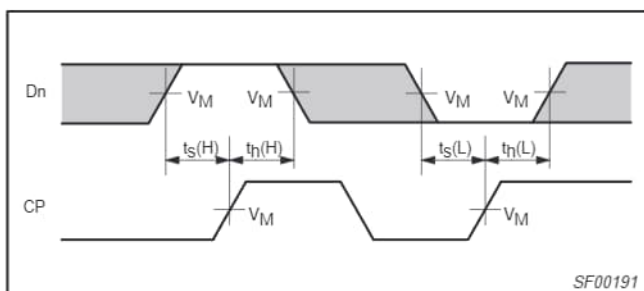 Dn
VM VM VM VM
ts(H) th(H) ts(L) th(L)
CP
VM VM
SF00191